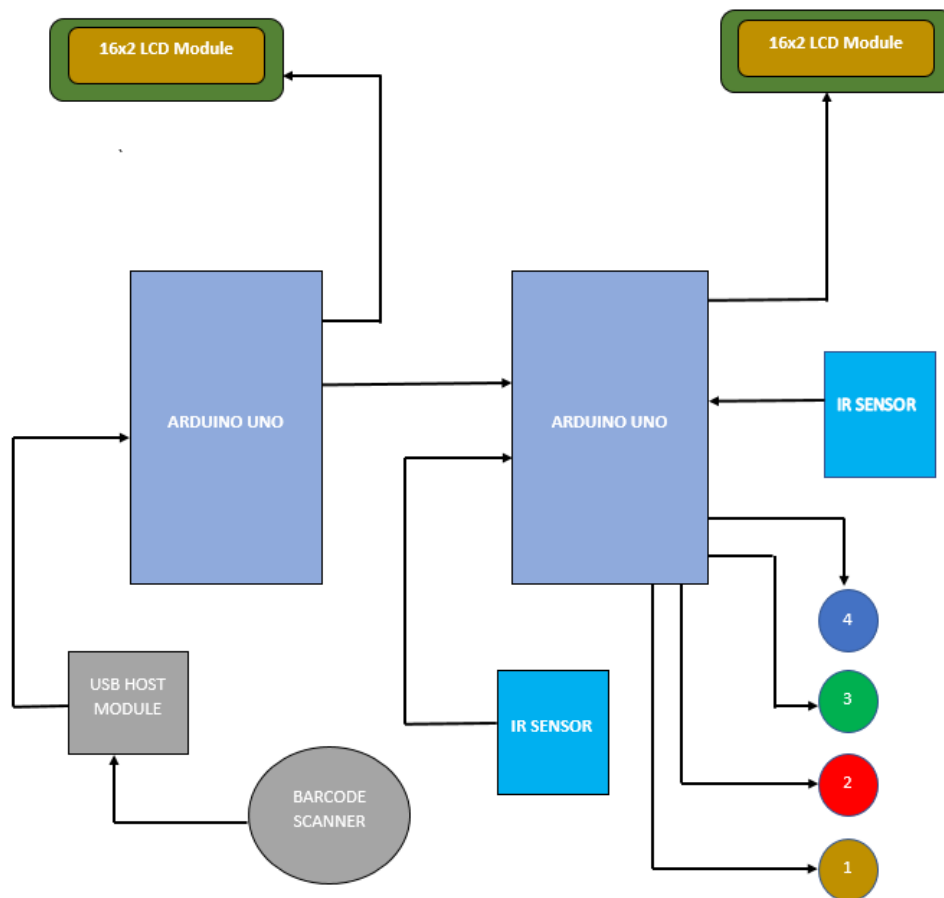 16x2 LCD Module
16x2 LCD Module
ARDUINO UNO
ARDUINO UNO
IR SENSOR
4
USB HOST
MODULE
IR SENSOR
3
BARCODE
SCANNER
2
1